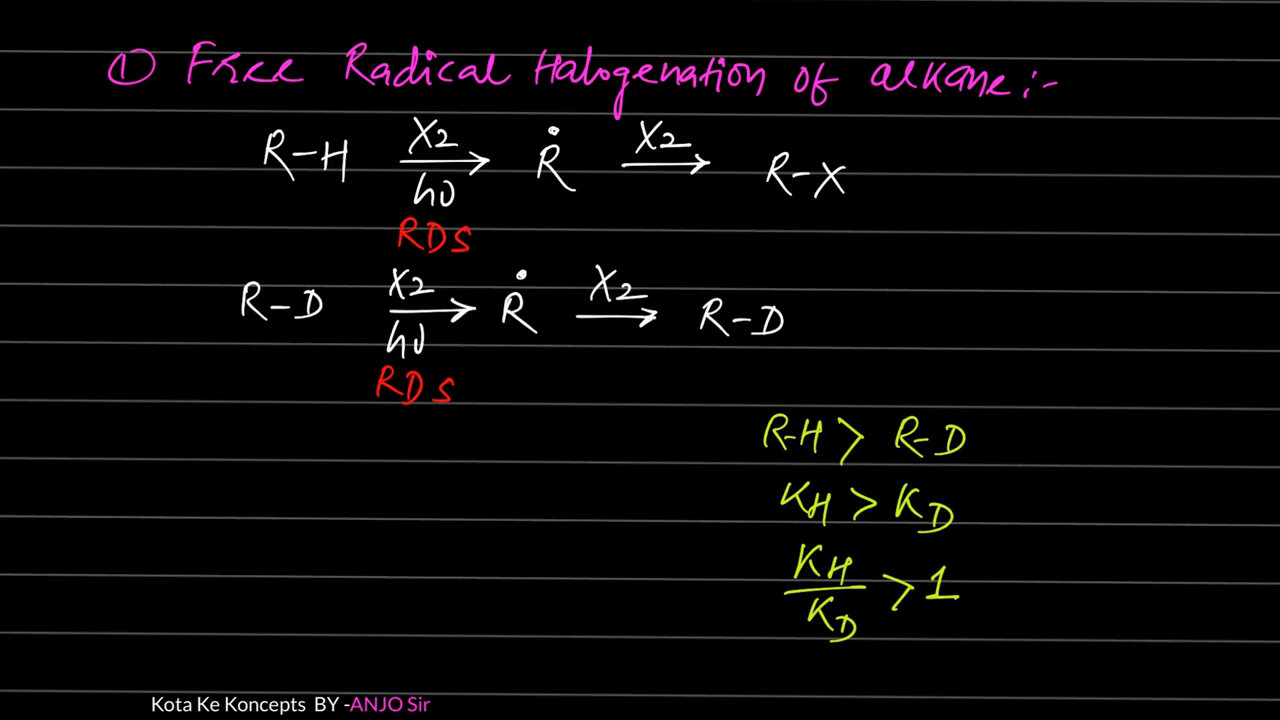 ① Free Radical Halogenation of alkane :-
R-H X2 hν Ṙ X2 R-X
RDS
R-D X2 hν Ṙ X2 R-D
RDS
R-H > R-D
KH > KD
KH
KD > 1
Kota Ke Koncepts BY -ANJO Sir